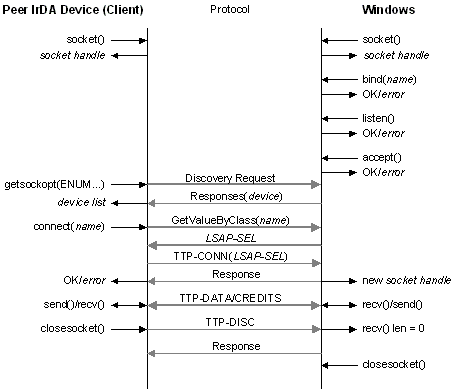 Peer IrDA Device (Client) Protocol Windows
socket() socket()
socket handle socket handle
bind(name)
OK/error
listen()
OK/error
accept()
OK/error
getsockopt(ENUM...) Discovery Request
device list Responses(device)
connect(name) GetValueByClass(name)
LSAP-SEL
TTP-CONN(LSAP-SEL)
OK/error Response new socket handle
send()/recv() TTP-DATA/CREDITS recv()/send()
closesocket() TTP-DISC recv() len = 0
Response
closesocket()